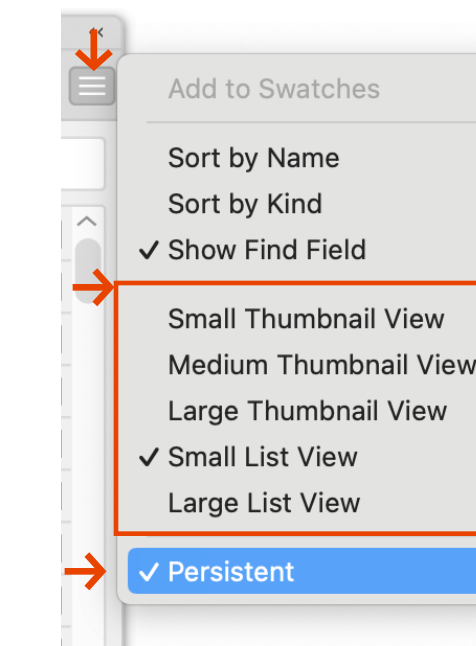 Add to Swatches
Sort by Name
Sort by Kind
✓ Show Find Field
Small Thumbnail View
Medium Thumbnail View
Large Thumbnail View
✓ Small List View
Large List View
✓ Persistent